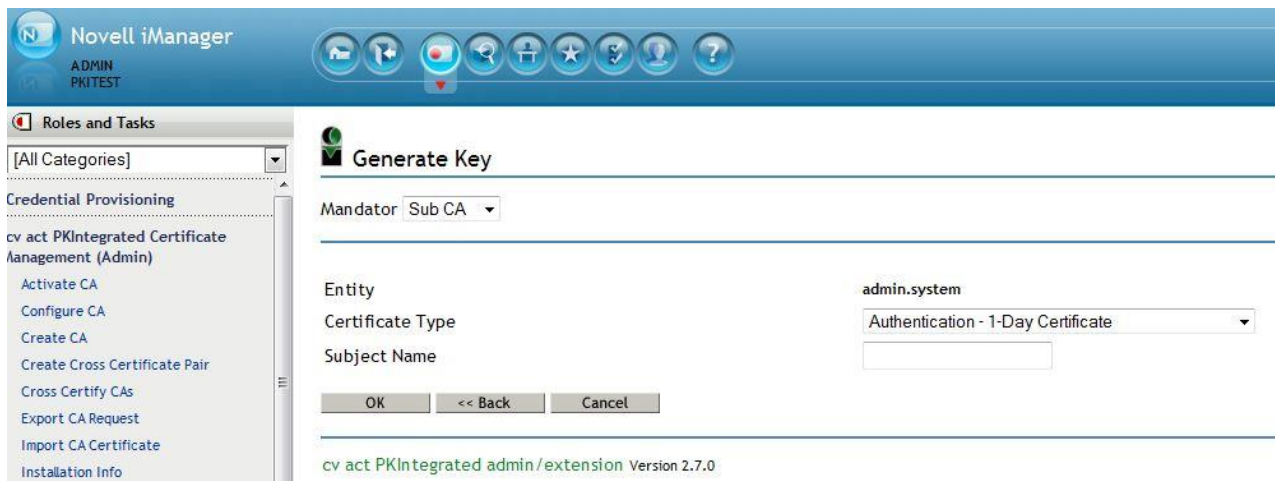 Novell iManager
ADMIN
PKITEST
Roles and Tasks
[All Categories]
Credential Provisioning
cv act PKIntegrated Certificate
Management (Admin)
Activate CA
Configure CA
Create CA
Create Cross Certificate Pair
Cross Certify CAs
Export CA Request
Import CA Certificate
Installation Info
Generate Key
Mandator Sub CA
Entity admin.system
Certificate Type Authentication - 1-Day Certificate
Subject Name
OK << Back Cancel
cv act PKIntegrated admin/extension Version 2.7.0